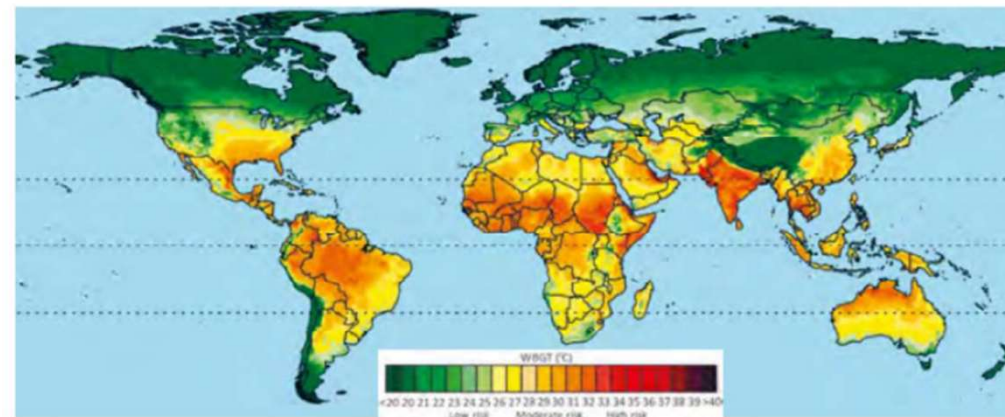 WBGT (°C)
<20 20 21 22 23 24 25 26 27 28 29 30 31 32 33 34 35 36 37 38 39 >40
Low risk Moderate risk High risk